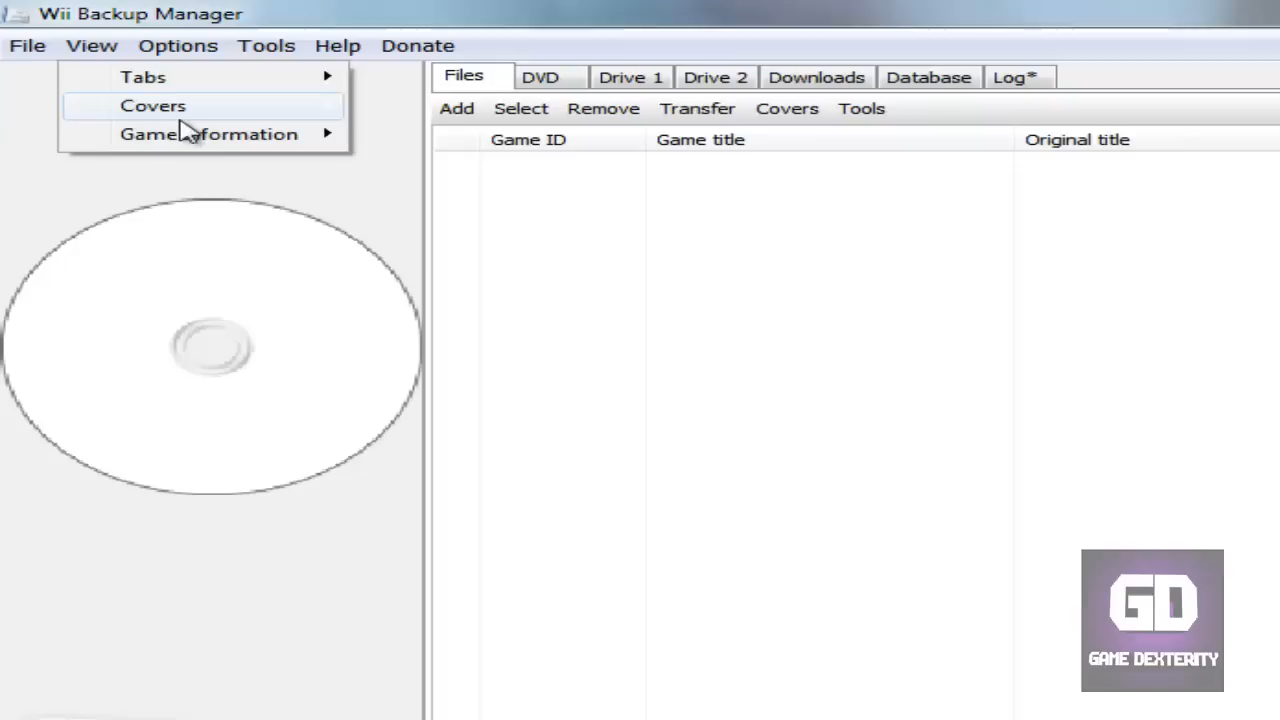 Wii Backup Manager
File View Options Tools Help Donate
Tabs
Covers
Game
formation
Files DVD Drive 1 Drive 2 Downloads Database Log*
Add Select Remove Transfer Covers Tools
Game ID Game title Original title
GD
GAME DEXTERITY